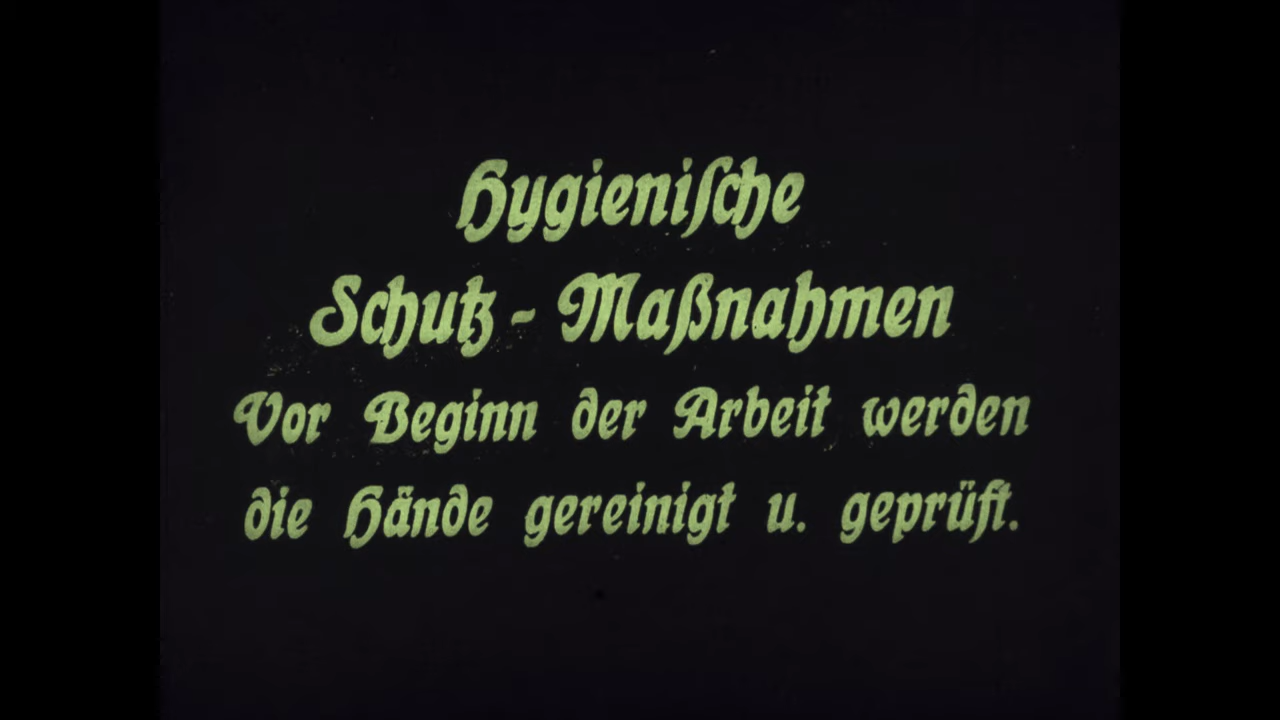 Hygieniſche
Schutz - Maßnahmen
Vor Beginn der Arbeit werden
die Hände gereinigt u. geprüft.